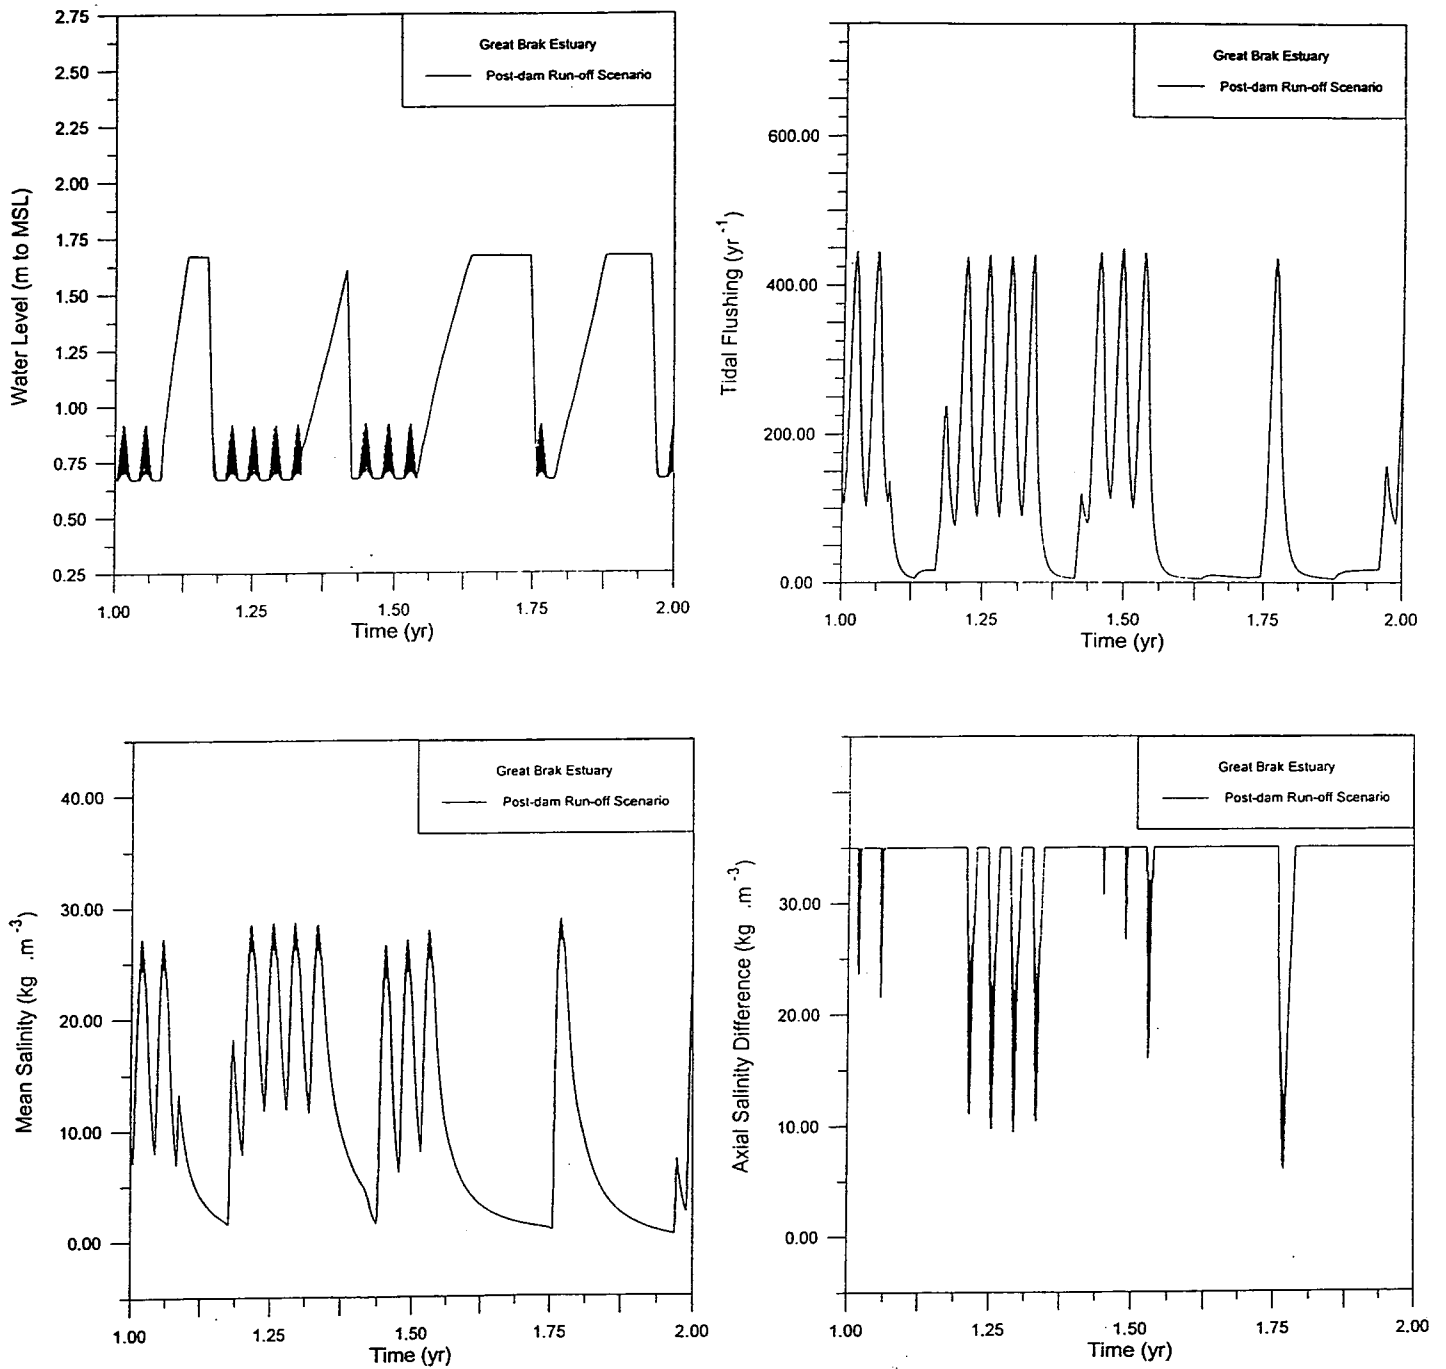 2.75
2.50
2.25
2.00
1.75
1.50
1.25
1.00
0.75
0.50
0.25
Water Level (m to MSL)
Great Brak Estuary
Post-dam Run-off Scenario
1.00
1.25
1.50
1.75
2.00
Time (yr)
600.00
400.00
200.00
0.00
Tidal Flushing (yr -1)
Great Brak Estuary
Post-dam Run-off Scenario
1.00
1.25
1.50
1.75
2.00
Time (yr)
40.00
30.00
20.00
10.00
0.00
Mean Salinity (kg .m -3)
Great Brak Estuary
Post-dam Run-off Scenario
1.00
1.25
1.50
1.75
2.00
Time (yr)
30.00
20.00
10.00
0.00
Axial Salinity Difference (kg .m -3)
Great Brak Estuary
Post-dam Run-off Scenario
1.00
1.25
1.50
1.75
2.00
Time (yr)